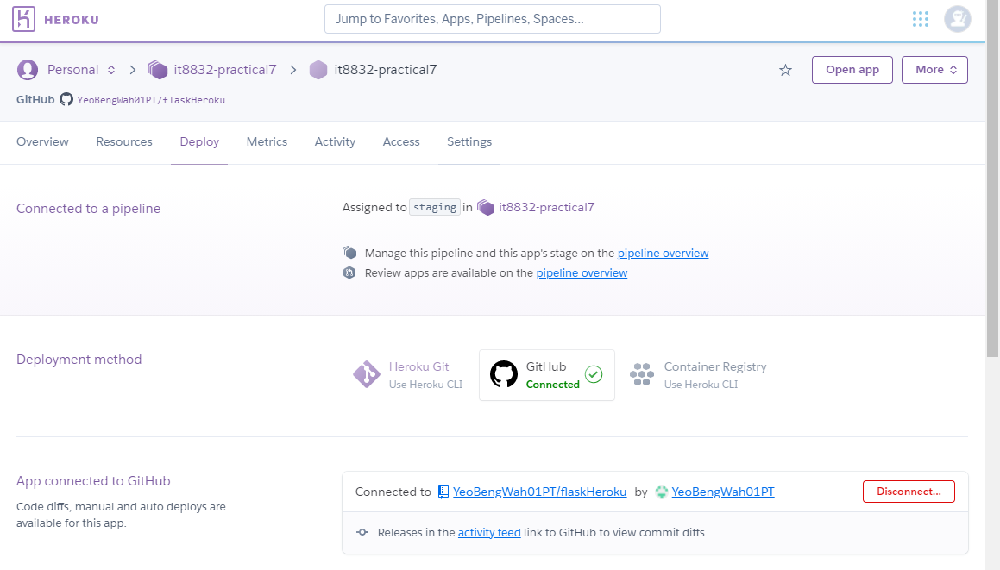 HEROKU
Jump to Favorites, Apps, Pipelines, Spaces...
Personal it8832-practical7 it8832-practical7
Open app
More
GitHub YeoBengWah01PT/flaskHeroku
Overview Resources Deploy Metrics Activity Access Settings
Connected to a pipeline
Assigned to staging in it8832-practical7
Manage this pipeline and this app's stage on the pipeline overview
Review apps are available on the pipeline overview
Deployment method
Heroku Git
Use Heroku CLI
GitHub
Connected
Container Registry
Use Heroku CLI
App connected to GitHub
Code diffs, manual and auto deploys are
available for this app.
Connected to YeoBengWah01PT/flaskHeroku by YeoBengWah01PT
Disconnect...
Releases in the activity feed link to GitHub to view commit diffs